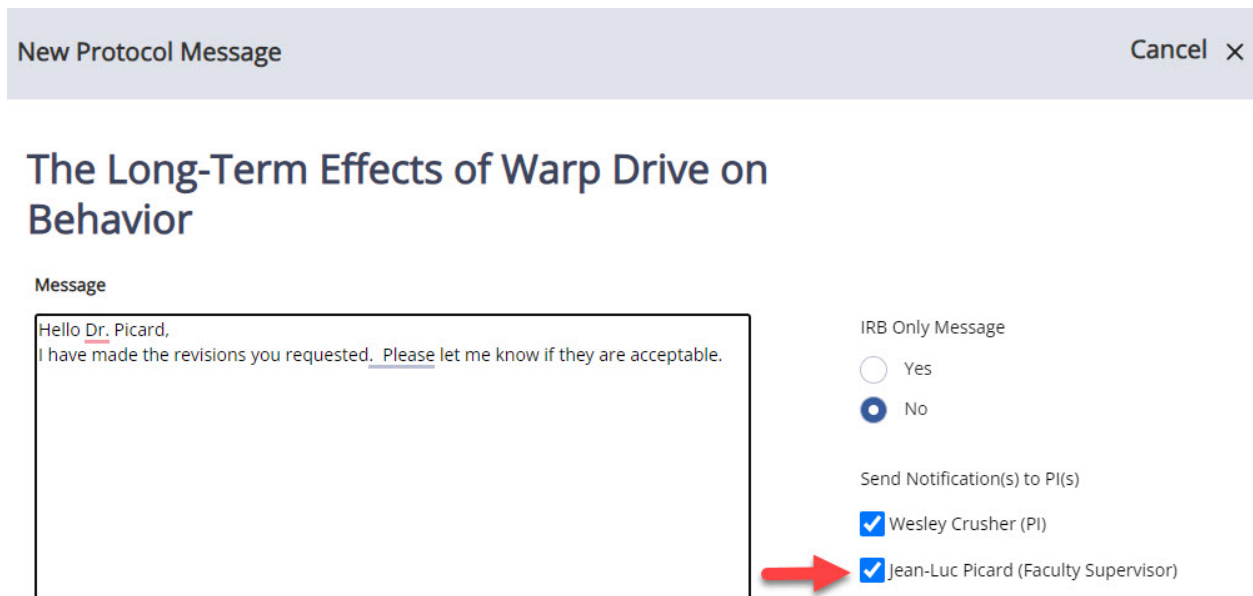 New Protocol Message
Cancel ×
The Long-Term Effects of Warp Drive on
Behavior
Message
Hello Dr. Picard,
I have made the revisions you requested.  Please let me know if they are acceptable.
IRB Only Message
Yes
No
Send Notification(s) to PI(s)
Wesley Crusher (PI)
Jean-Luc Picard (Faculty Supervisor)